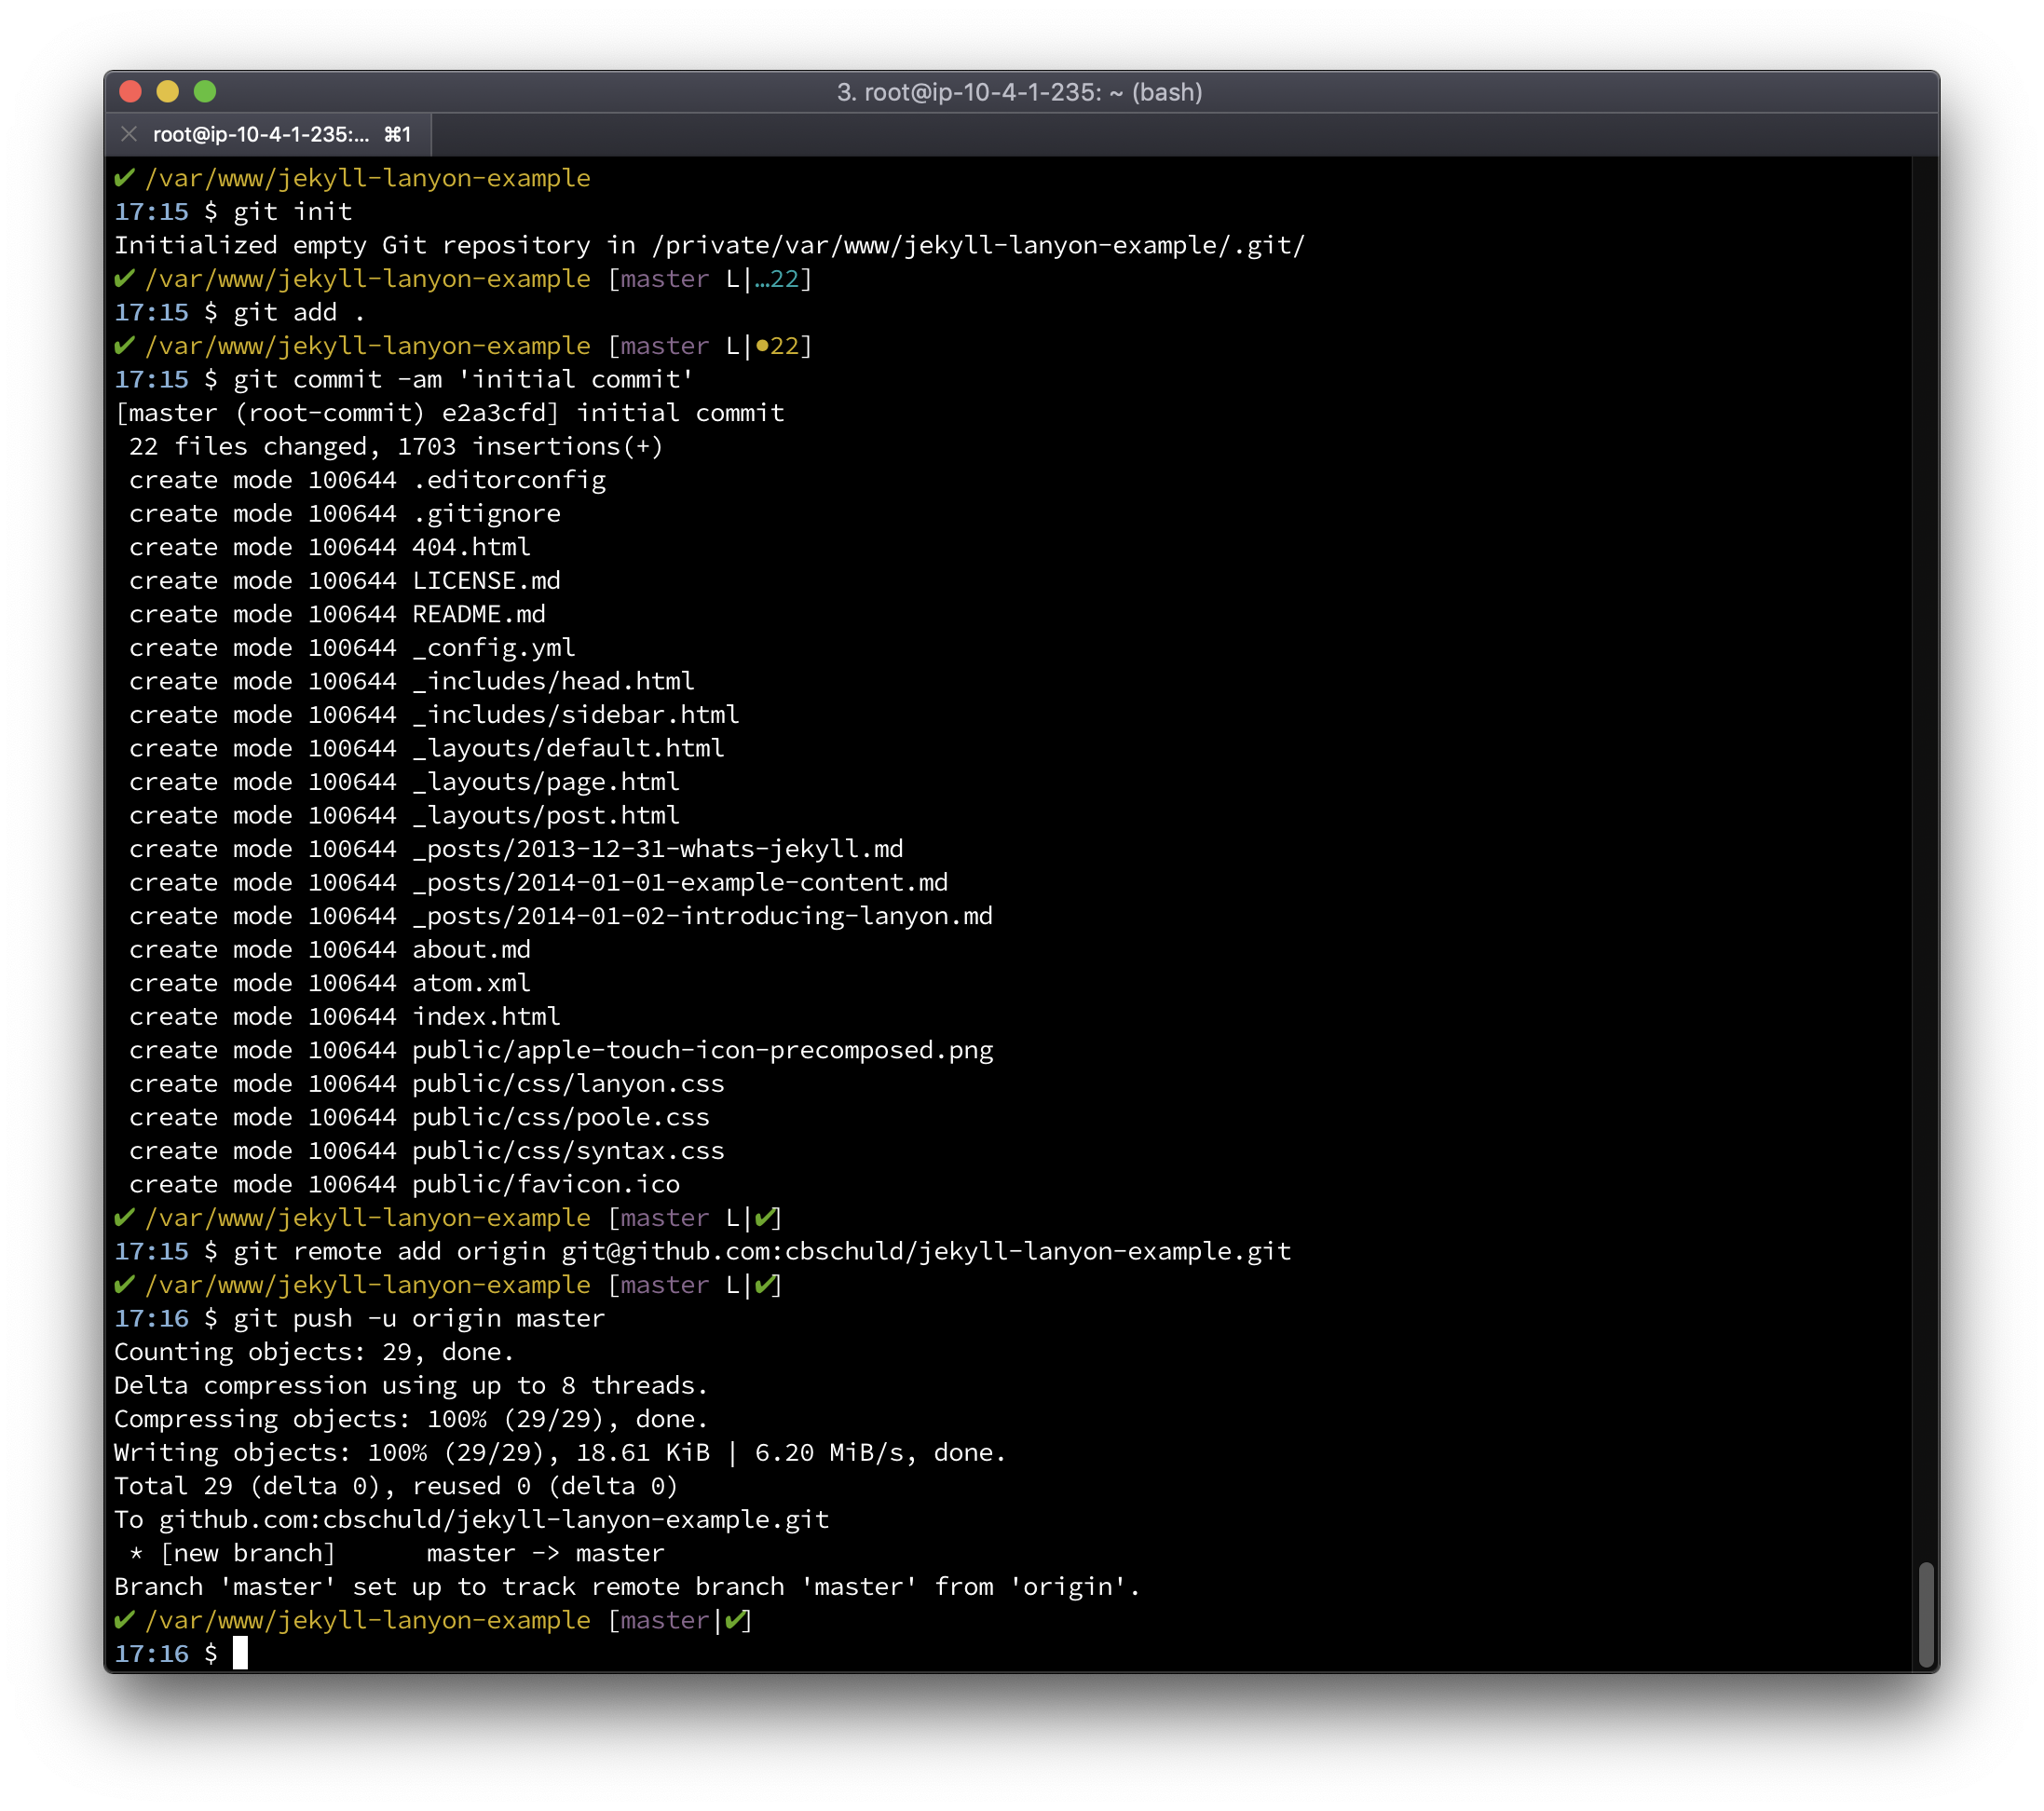 3. root@ip-10-4-1-235: ~ (bash)
root@ip-10-4-1-235:... ⌘1
✔ /var/www/jekyll-lanyon-example
17:15 $ git init
Initialized empty Git repository in /private/var/www/jekyll-lanyon-example/.git/
✔ /var/www/jekyll-lanyon-example [master L|…22]
17:15 $ git add .
✔ /var/www/jekyll-lanyon-example [master L|●22]
17:15 $ git commit -am 'initial commit'
[master (root-commit) e2a3cfd] initial commit
 22 files changed, 1703 insertions(+)
 create mode 100644 .editorconfig
 create mode 100644 .gitignore
 create mode 100644 404.html
 create mode 100644 LICENSE.md
 create mode 100644 README.md
 create mode 100644 _config.yml
 create mode 100644 _includes/head.html
 create mode 100644 _includes/sidebar.html
 create mode 100644 _layouts/default.html
 create mode 100644 _layouts/page.html
 create mode 100644 _layouts/post.html
 create mode 100644 _posts/2013-12-31-whats-jekyll.md
 create mode 100644 _posts/2014-01-01-example-content.md
 create mode 100644 _posts/2014-01-02-introducing-lanyon.md
 create mode 100644 about.md
 create mode 100644 atom.xml
 create mode 100644 index.html
 create mode 100644 public/apple-touch-icon-precomposed.png
 create mode 100644 public/css/lanyon.css
 create mode 100644 public/css/poole.css
 create mode 100644 public/css/syntax.css
 create mode 100644 public/favicon.ico
✔ /var/www/jekyll-lanyon-example [master L|✔]
17:15 $ git remote add origin git@github.com:cbschuld/jekyll-lanyon-example.git
✔ /var/www/jekyll-lanyon-example [master L|✔]
17:16 $ git push -u origin master
Counting objects: 29, done.
Delta compression using up to 8 threads.
Compressing objects: 100% (29/29), done.
Writing objects: 100% (29/29), 18.61 KiB | 6.20 MiB/s, done.
Total 29 (delta 0), reused 0 (delta 0)
To github.com:cbschuld/jekyll-lanyon-example.git
 * [new branch]      master -> master
Branch 'master' set up to track remote branch 'master' from 'origin'.
✔ /var/www/jekyll-lanyon-example [master|✔]
17:16 $